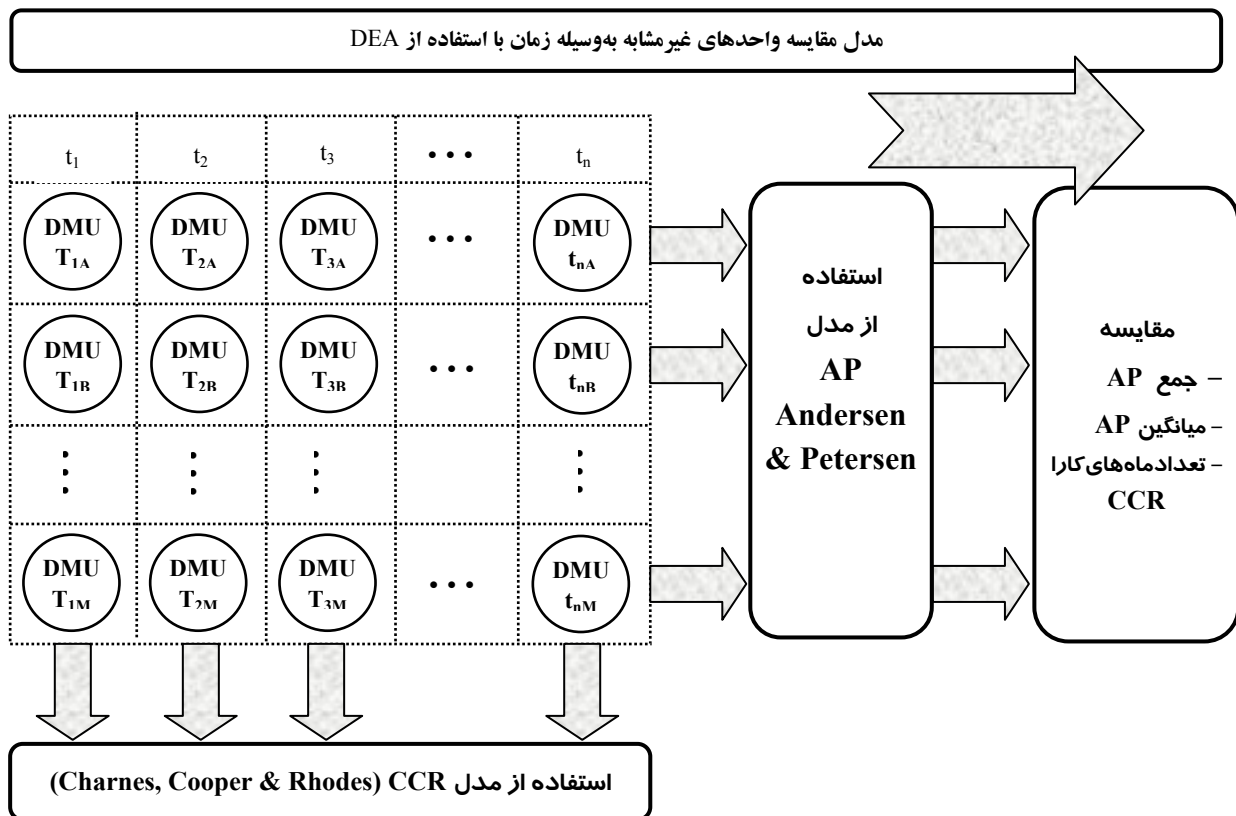 مدل مقایسه واحدهای غیرمشابه به‌وسیله زمان با استفاده از DEA
t1 t2 t3 • • • tn
DMU T1A
DMU T2A
DMU T3A
• • •
DMU tnA
DMU T1B
DMU T2B
DMU T3B
• • •
DMU tnB
DMU T1M
DMU T2M
DMU T3M
• • •
DMU tnM
استفاده
از مدل
AP
Andersen
& Petersen
مقایسه
– جمع AP
– میانگین AP
– تعدادماه‌های کارا
CCR
استفاده از مدل CCR (Charnes, Cooper & Rhodes)